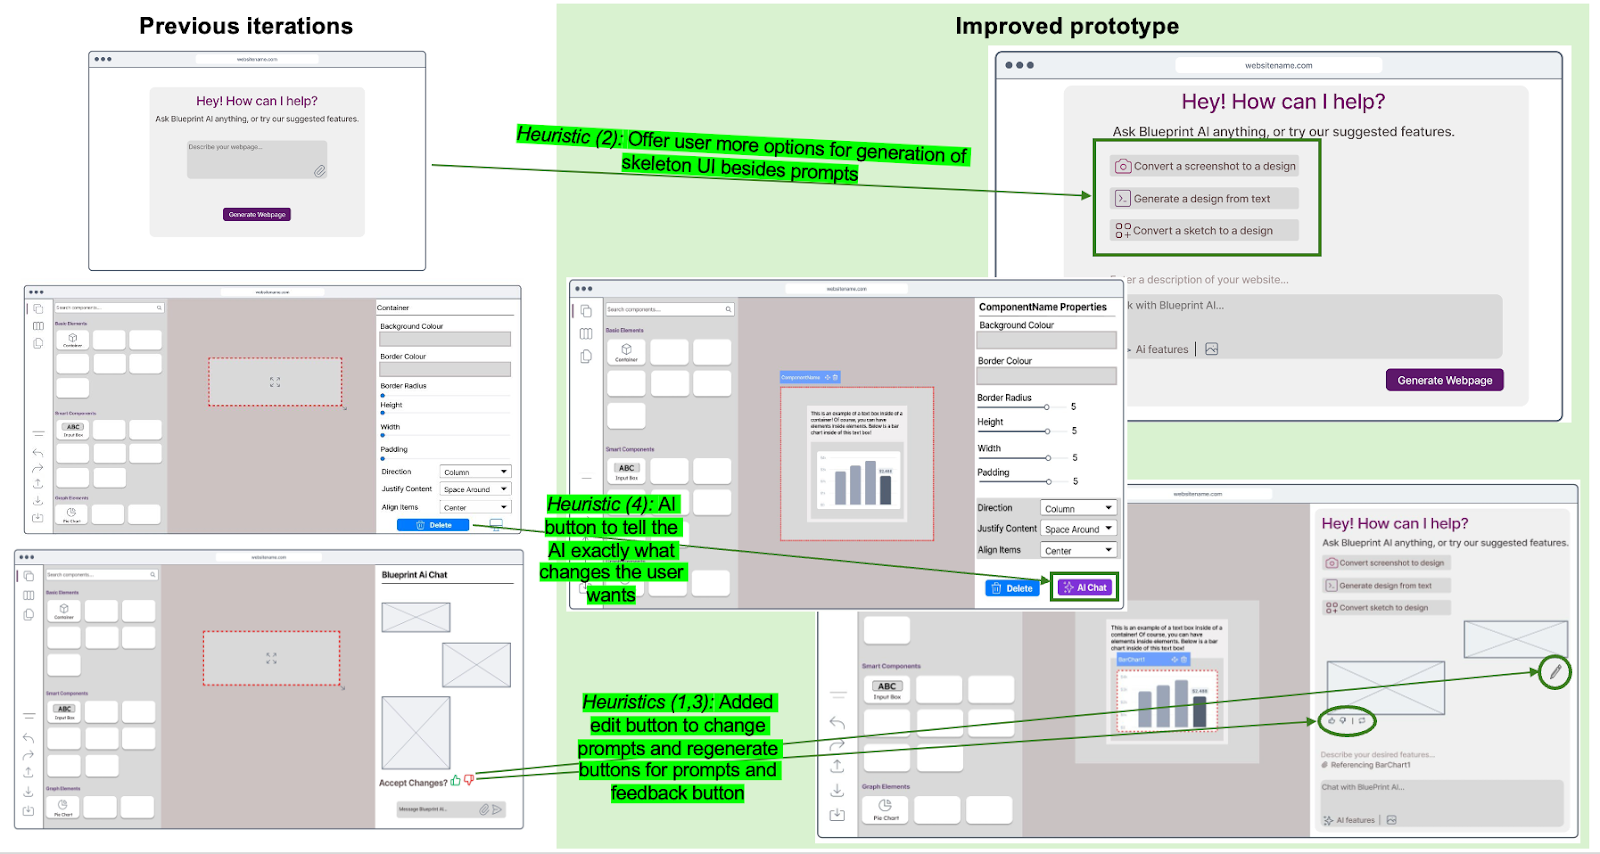 Previous iterations
Improved prototype
websitename.com
Hey! How can I help?
Ask Blueprint AI anything, or try our suggested features.
Describe your webpage...
Generate Webpage
Heuristic (2): Offer user more options for generation of
skeleton UI besides prompts
websitename.com
Hey! How can I help?
Ask Blueprint AI anything, or try our suggested features.
Convert a screenshot to a design
Generate a design from text
Convert a sketch to a design
er a description of your website...
k with Blueprint AI...
Ai features
Generate Webpage
websitename.com
Search components...
Basic Elements
Container
Smart Components
ABC
Input Box
Graph Elements
Pie Chart
Container
Background Colour
Border Colour
Border Radius
Height
Width
Padding
Direction
Column
Justify Content
Space Around
Align Items
Center
Delete
websitename.com
Search components...
Basic Elements
Container
Smart Components
ABC
Input Box
ComponentName
This is an example of a text box inside of a
container! Of course, you can have
elements inside elements. Below is a bar
chart inside of this text box!
ComponentName Properties
Background Colour
Border Colour
Border Radius
5
Height
5
Width
5
Padding
5
Direction
Column
Justify Content
Space Around
Align Items
Center
Delete
AI Chat
Heuristic (4): AI
button to tell the
AI exactly what
changes the user
wants
websitename.com
Search components...
Basic Elements
Container
Smart Components
ABC
Input Box
Graph Elements
Pie Chart
Blueprint Ai Chat
Accept Changes?
Message Blueprint AI...
Heuristics (1,3): Added
edit button to change
prompts and regenerate
buttons for prompts and
feedback button
websitename.com
Smart Components
ABC
Input Box
Graph Elements
Pie Chart
This is an example of a text box inside of a
container! Of course, you can have
elements inside elements. Below is a bar
chart inside of this text box!
BarChart1
Hey! How can I help?
Ask Blueprint AI anything, or try our suggested features.
Convert screenshot to design
Generate design from text
Convert sketch to design
Describe your desired features...
Referencing BarChart1
Chat with BluePrint AI...
AI features